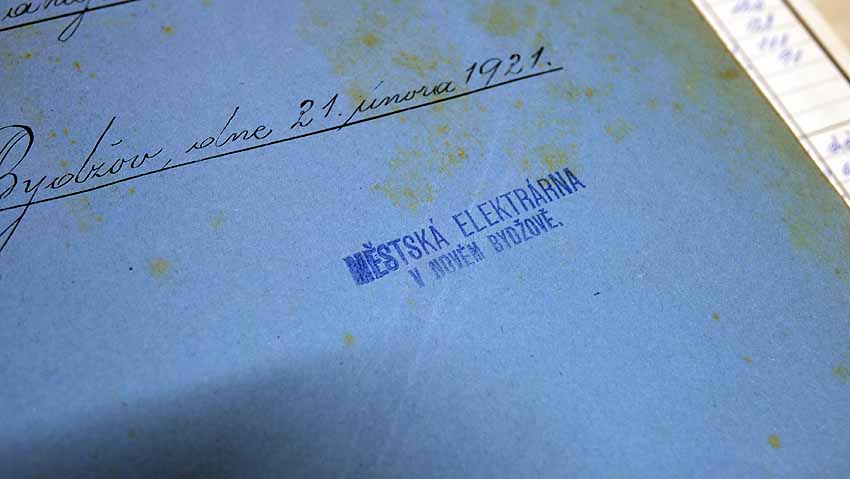 Bydžov, dne 21. února 1921.
MĚSTSKÁ ELEKTRÁRNA
V NOVÉM BYDŽOVĚ.